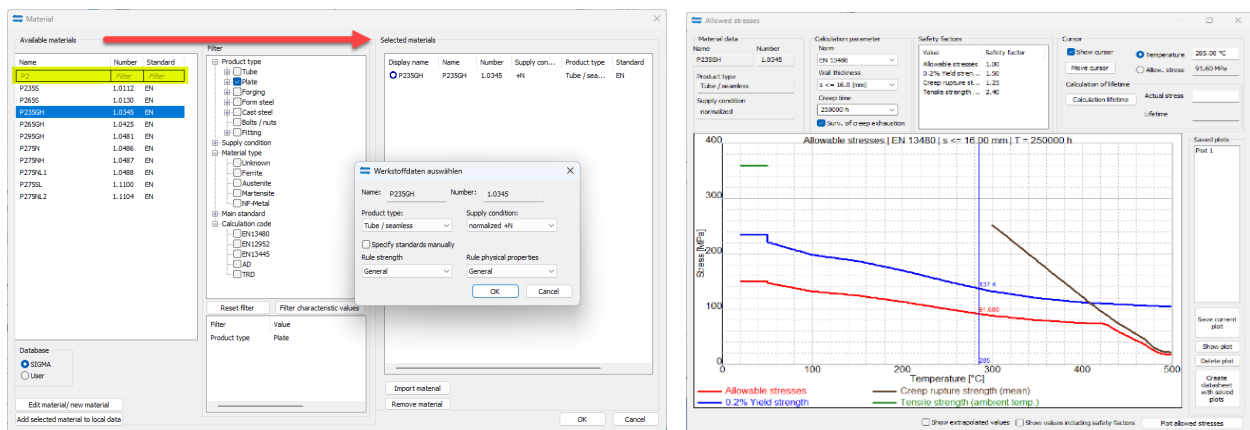 Material
Available materials
Name Number Standard
P2 Filter Filter
P235S 1.0112 EN
P265S 1.0130 EN
P235GH 1.0345 EN
P265GH 1.0425 EN
P295GH 1.0481 EN
P275N 1.0486 EN
P275NH 1.0487 EN
P275NL1 1.0488 EN
P275SL 1.1100 EN
P275NL2 1.1104 EN
Database
SIGMA
User
Edit material/ new material
Add selected material to local data
Filter
Product type
Tube
Plate
Forging
Form steel
Cast steel
Bolts / nuts
Fitting
Supply condition
Material type
Unknown
Ferrite
Austenite
Martensite
NF-Metal
Main standard
Calculation code
EN13480
EN12952
EN13445
AD
TRD
Reset filter Filter characteristic values
Filter Value
Product type Plate
Selected materials
Display name Name Number Supply con... Product type Standard
P235GH P235GH 1.0345 +N Tube / sea... EN
Import material
Remove material
OK Cancel
Werkstoffdaten auswählen
Name: P235GH Number: 1.0345
Product type: Supply condition:
Tube / seamless normalized +N
Specify standards manually
Rule strength Rule physical properties
General General
OK Cancel
Allowed stresses
Material data
Name Number
P235GH 1.0345
Product type
Tube / seamless
Supply condition
normalized
Calculation parameter
Norm
EN 13480
Wall thickness
s <= 16.0 [mm]
Creep time
250000 h
Surv. of creep exhaustion
Safety factors
Value Safety factor
Allowable stresses 1.00
0.2% Yield stren... 1.50
Creep rupture st... 1.25
Tensile strength ... 2.40
Cursor
Show cursor Temperature 285.00 °C
Move cursor Allow. stress 91.60 MPa
Calculation of lifetime
Calculation lifetime Actual stress
Lifetime
Allowable stresses | EN 13480 | s <= 16.00 mm | T = 250000 h
400
300
200
100
0
Stress [MPa]
137.4
91.600
285
0 100 200 300 400 500
Temperature [°C]
Allowable stresses Creep rupture strength (mean)
0.2% Yield strength Tensile strength (ambient temp.)
Saved plots
Plot 1
Save current
plot
Show plot
Delete plot
Create
datasheet
with saved
plots
Show extrapolated values Show values including safety factors Plot allowed stresses